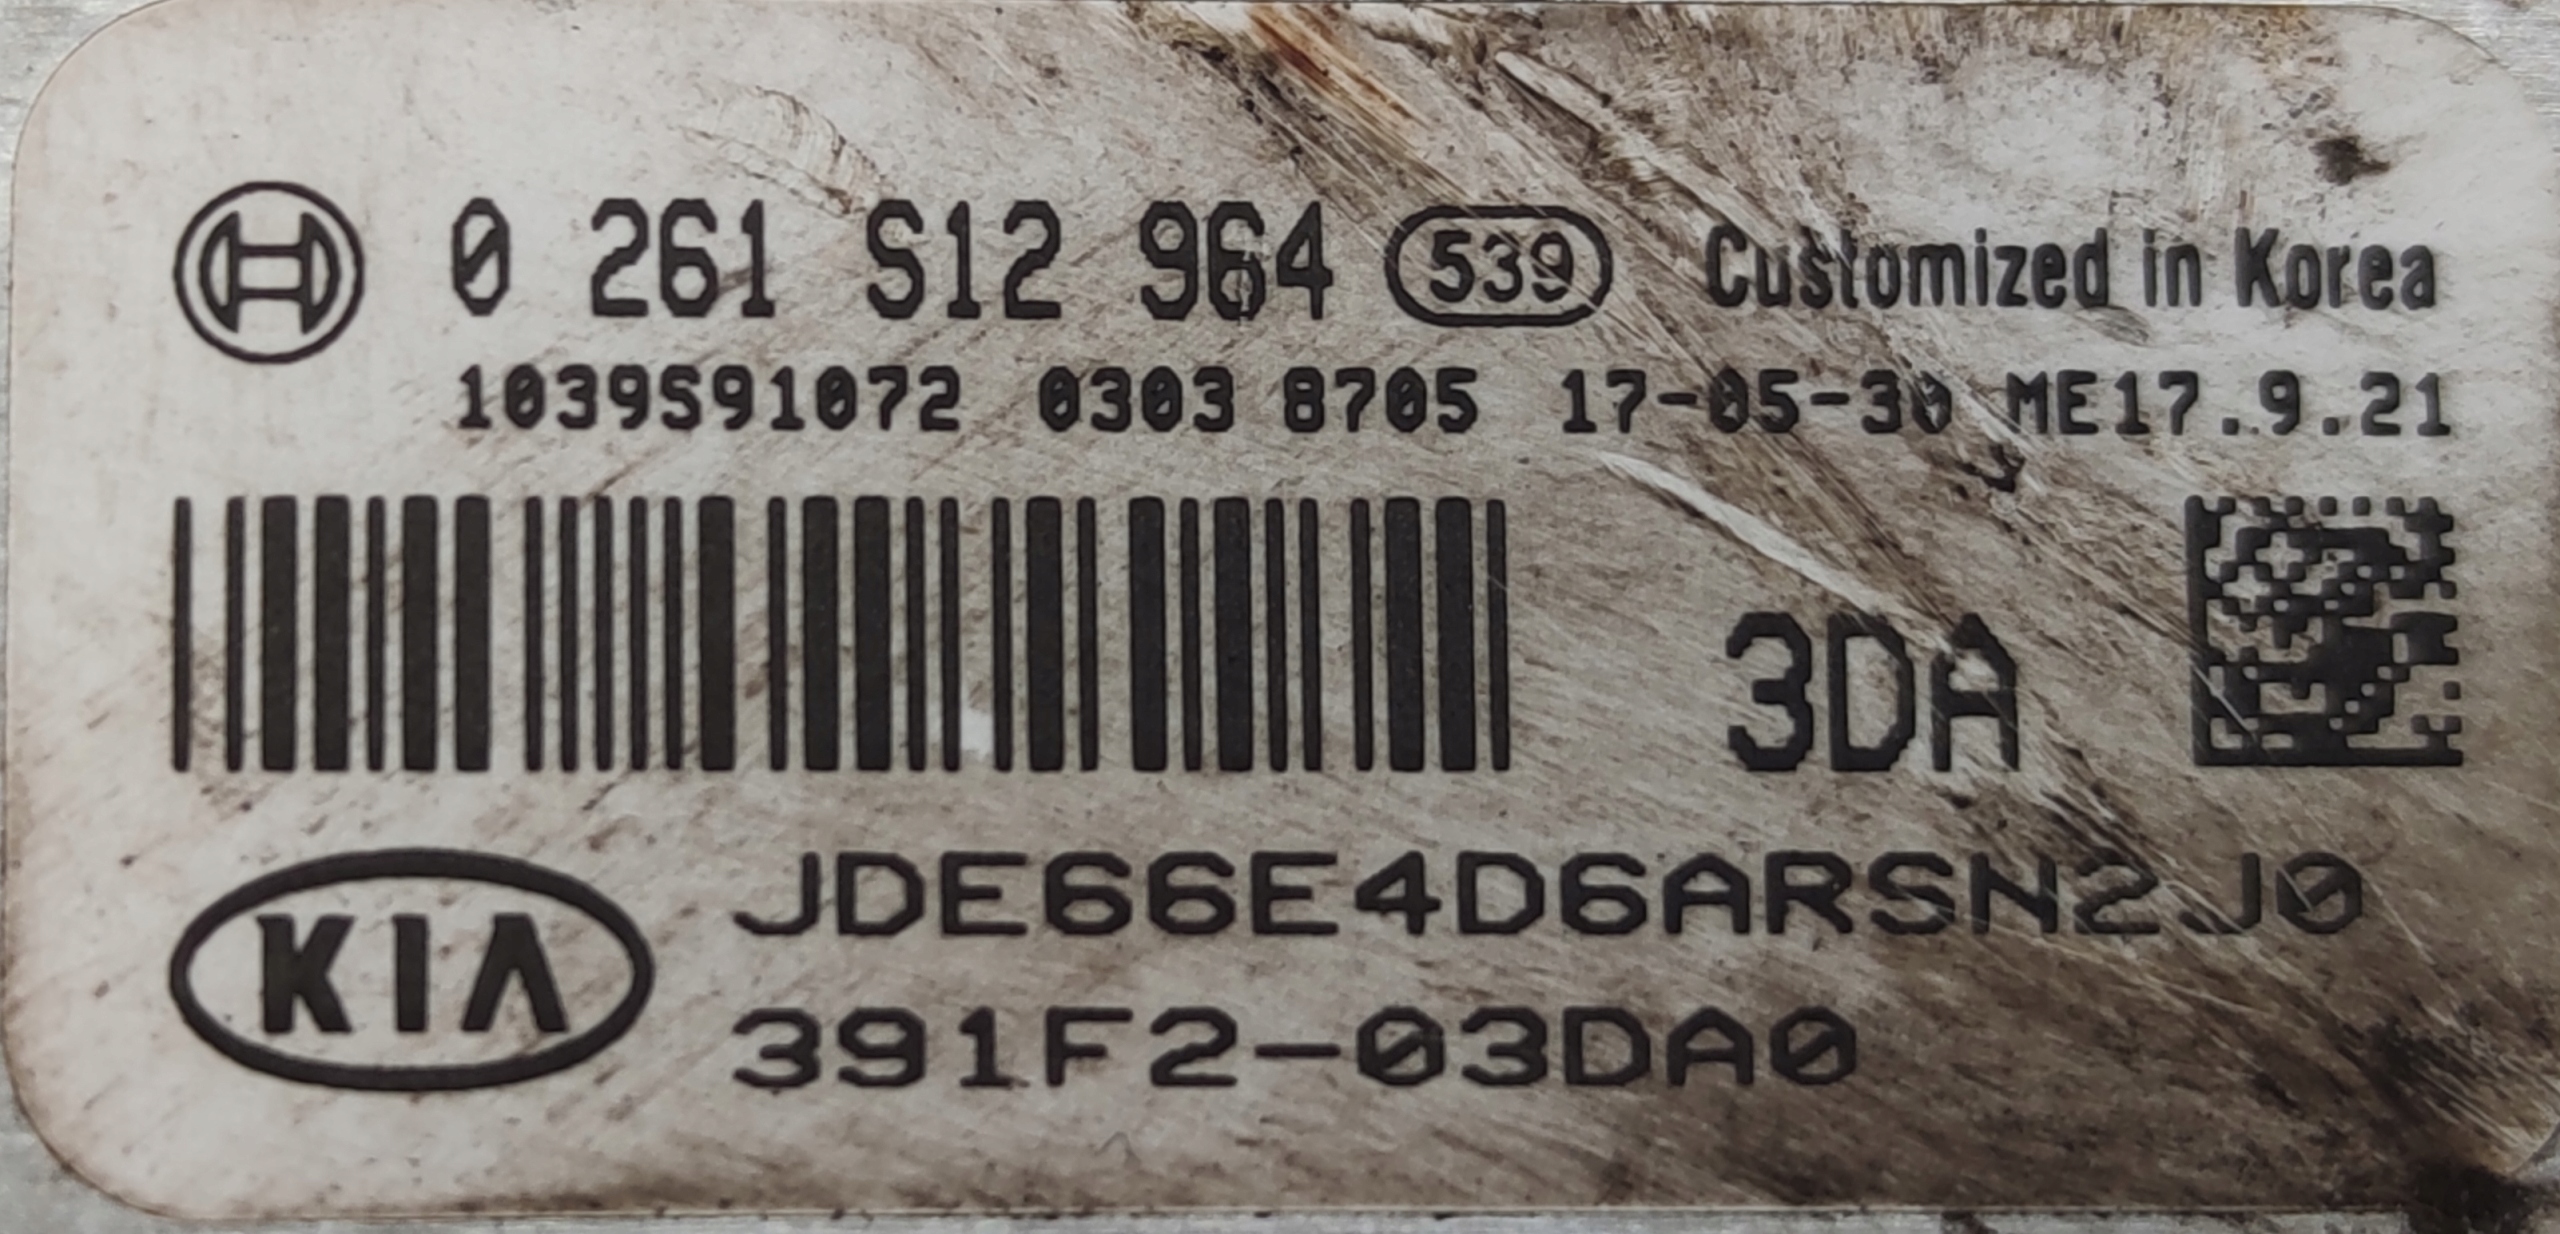 0 261 S12 964 539 Customized in Korea
1039S91072 0303 8705 17-05-30 ME17.9.21
3DA
KIA JDE66E4D6ARSN2J0
391F2-03DA0